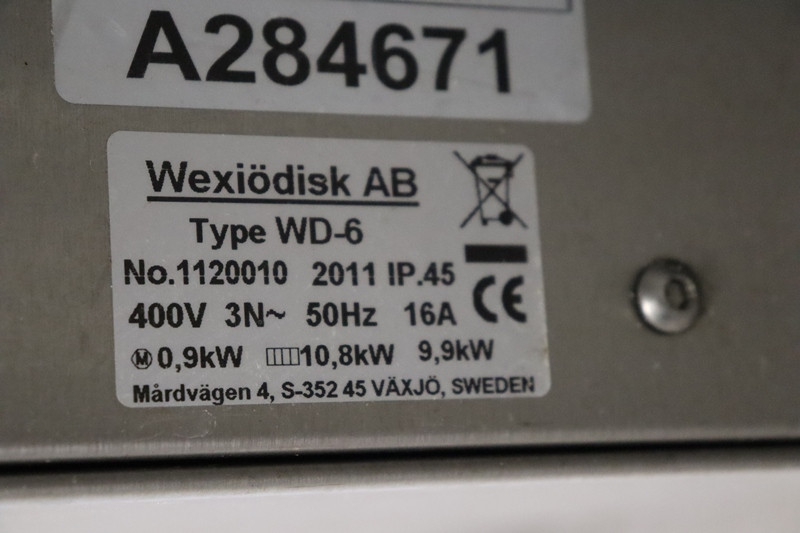 A284671
Wexiödisk AB
Type WD-6
No.1120010 2011 IP.45
400V 3N~ 50Hz 16A
CE
M 0,9kW 10,8kW 9,9kW
Mårdvägen 4, S-352 45 VÄXJÖ, SWEDEN